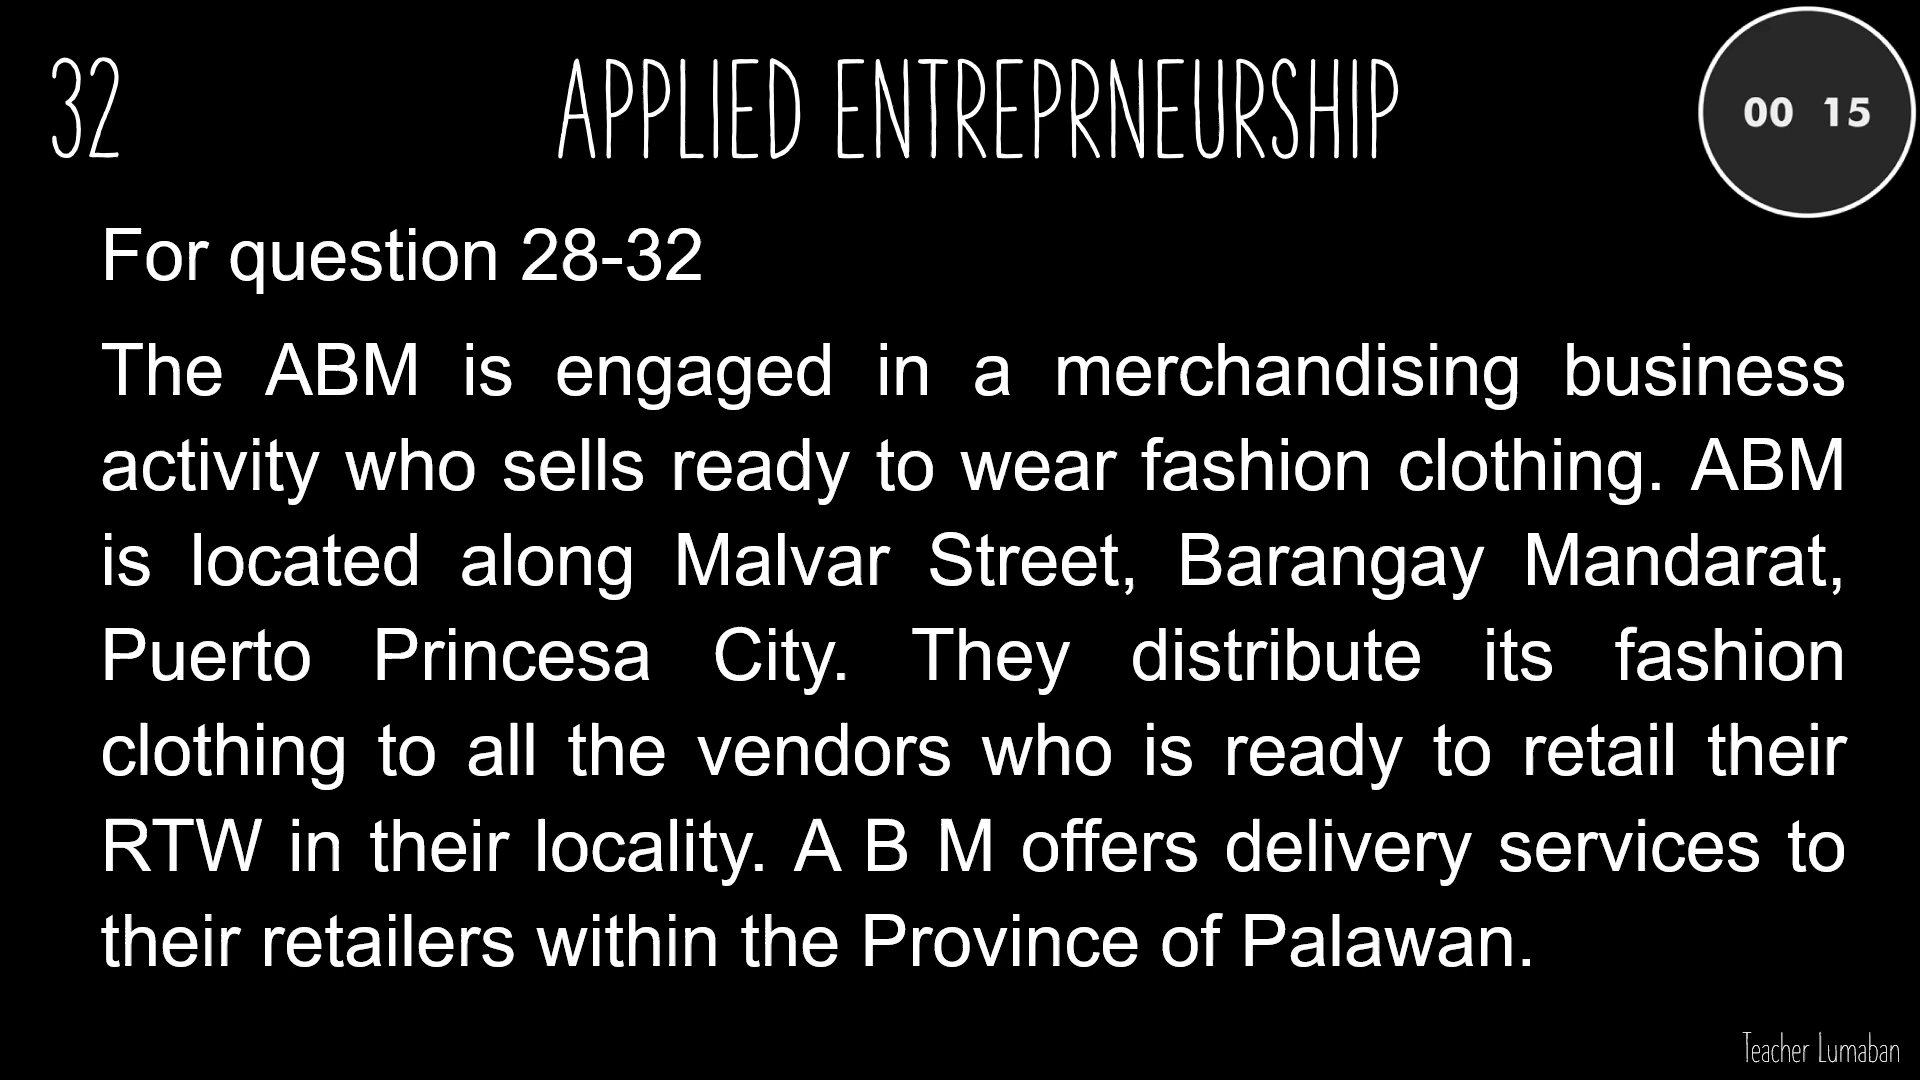 32
APPLIED ENTREPRNEURSHIP
00 15
For question 28-32
The ABM is engaged in a merchandising business
activity who sells ready to wear fashion clothing. ABM
is located along Malvar Street, Barangay Mandarat,
Puerto Princesa City. They distribute its fashion
clothing to all the vendors who is ready to retail their
RTW in their locality. A B M offers delivery services to
their retailers within the Province of Palawan.
Teacher Lumaban